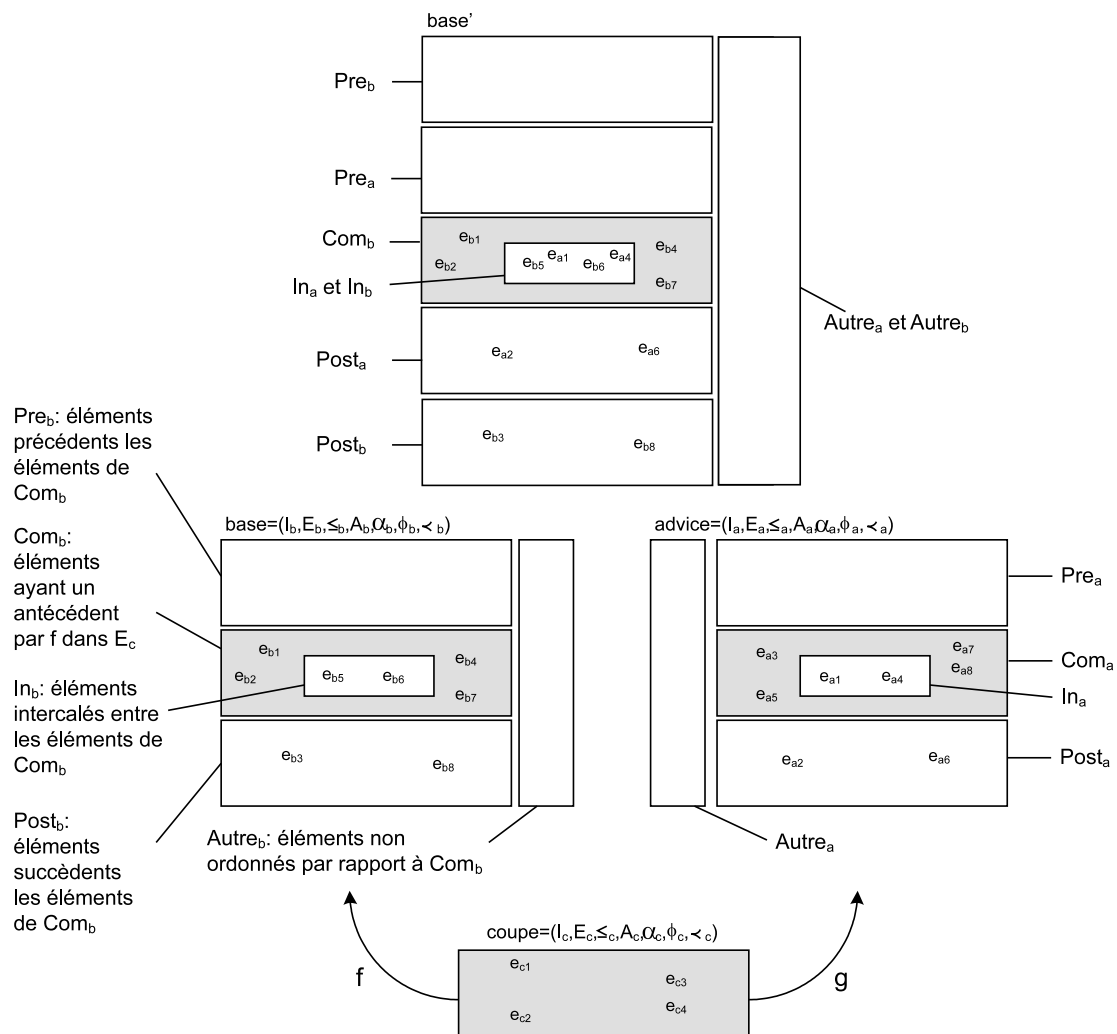 base'
Pre_b
Pre_a
Com_b
e_b1
e_b2
e_b5 e_a1 e_b6 e_a4
e_b4
e_b7
In_a et In_b
Autre_a et Autre_b
Post_a
e_a2 e_a6
Post_b
e_b3 e_b8
Pre_b: éléments
précédents les
éléments de
Com_b
Com_b:
éléments
ayant un
antécédent
par f dans E_c
In_b: éléments
intercalés entre
les éléments de
Com_b
Post_b:
éléments
succèdents
les éléments
de Com_b
base=(I_b,E_b,≤_b,A_b,α_b,ϕ_b,≺_b)
e_b1
e_b2
e_b5 e_b6
e_b4
e_b7
e_b3 e_b8
Autre_b: éléments non
ordonnés par rapport à Com_b
advice=(I_a,E_a,≤_a,A_a,α_a,ϕ_a,≺_a)
Pre_a
e_a3
e_a5
e_a1 e_a4
e_a7
e_a8
Com_a
In_a
e_a2 e_a6
Post_a
Autre_a
f
g
coupe=(I_c,E_c,≤_c,A_c,α_c,ϕ_c,≺_c)
e_c1
e_c2
e_c3
e_c4